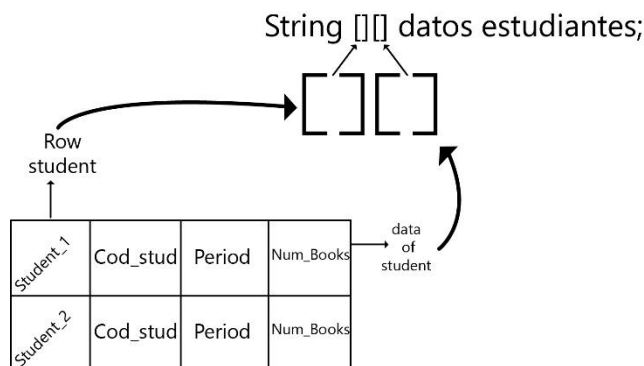 String [][] datos estudiantes;
[ ] [ ]
Row
student
data
of
student
Student_1 Cod_stud Period Num_Books
Student_2 Cod_stud Period Num_Books